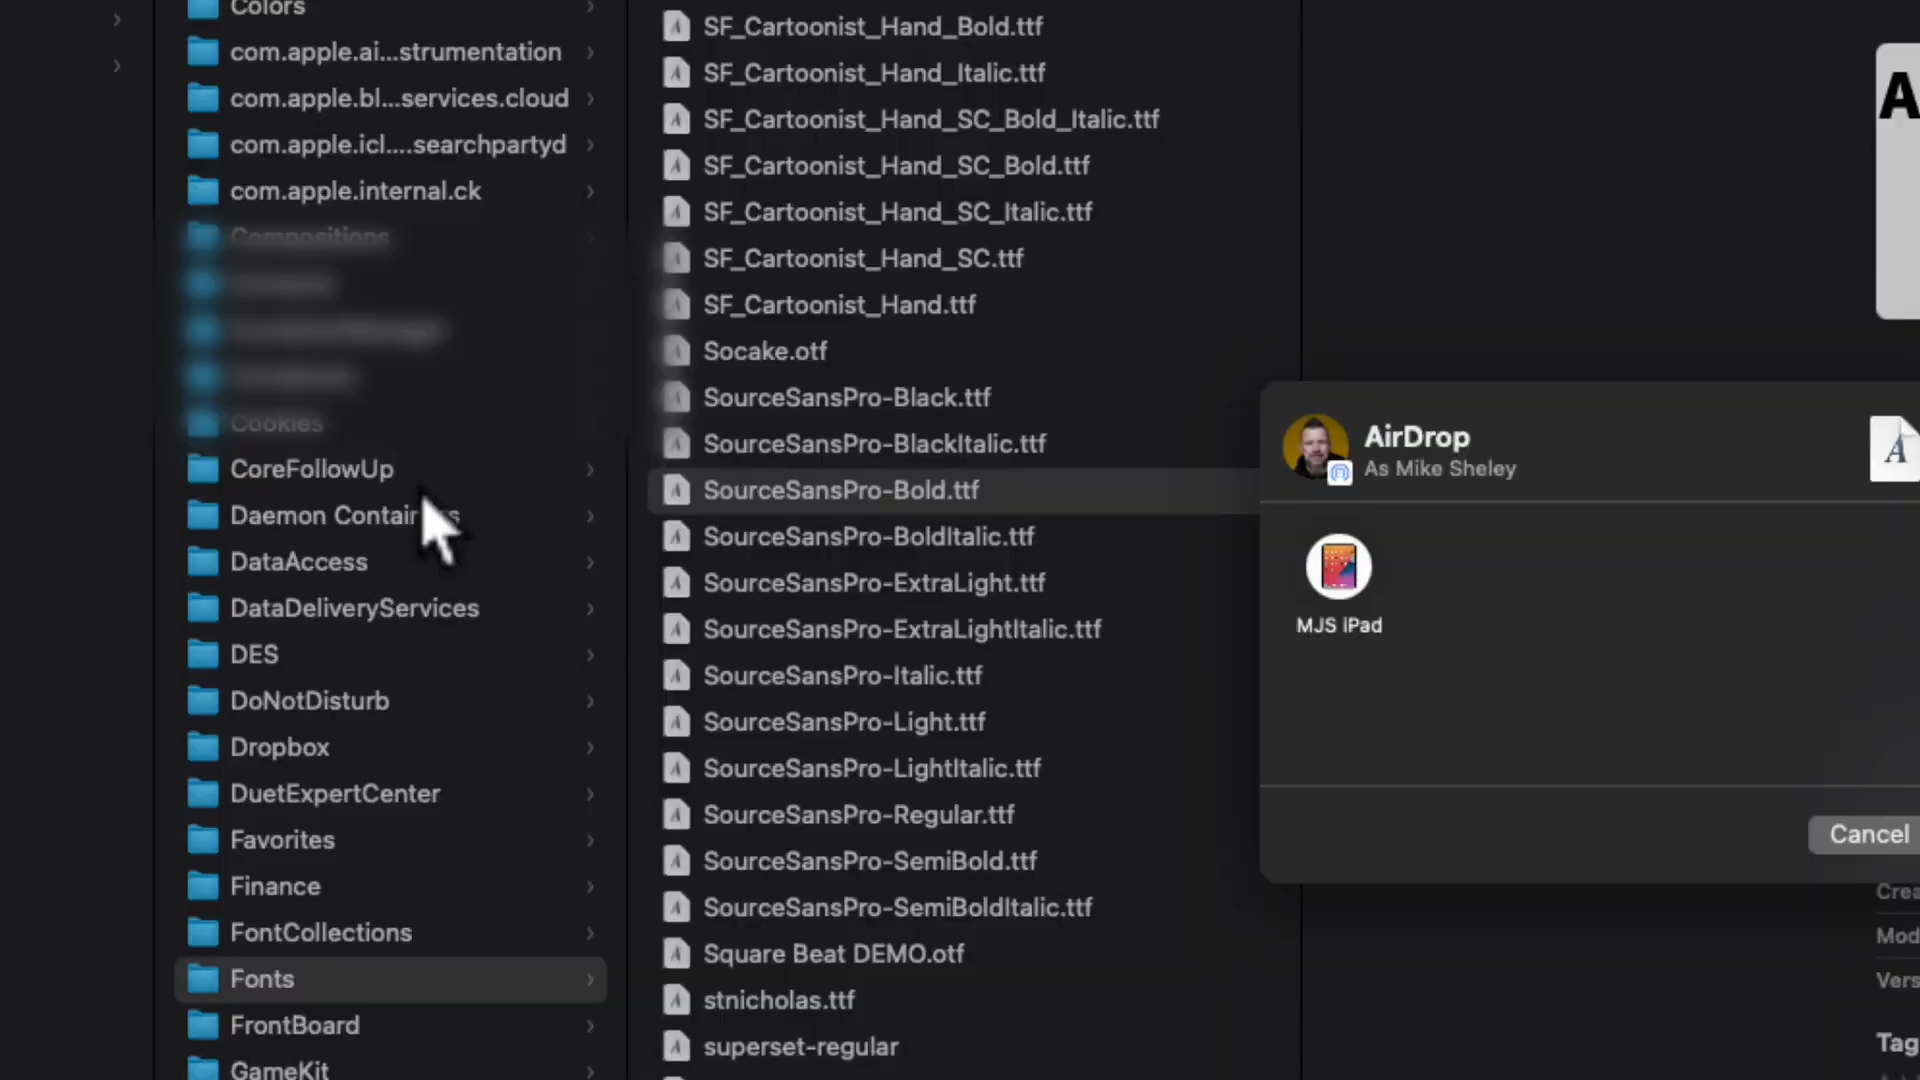 Colors
com.apple.ai...strumentation
com.apple.bl...services.cloud
com.apple.icl....searchpartyd
com.apple.internal.ck
Compositions
Cookies
CoreFollowUp
Daemon
DataAccess
DataDeliveryServices
DES
DoNotDisturb
Dropbox
DuetExpertCenter
Favorites
Finance
FontCollections
Fonts
FrontBoard
GameKit
SF_Cartoonist_Hand_Bold.ttf
SF_Cartoonist_Hand_Italic.ttf
SF_Cartoonist_Hand_SC_Bold_Italic.ttf
SF_Cartoonist_Hand_SC_Bold.ttf
SF_Cartoonist_Hand_SC_Italic.ttf
SF_Cartoonist_Hand_SC.ttf
SF_Cartoonist_Hand.ttf
Socake.otf
SourceSansPro-Black.ttf
SourceSansPro-BlackItalic.ttf
SourceSansPro-Bold.ttf
SourceSansPro-BoldItalic.ttf
SourceSansPro-ExtraLight.ttf
SourceSansPro-ExtraLightItalic.ttf
SourceSansPro-Italic.ttf
SourceSansPro-Light.ttf
SourceSansPro-LightItalic.ttf
SourceSansPro-Regular.ttf
SourceSansPro-SemiBold.ttf
SourceSansPro-SemiBoldItalic.ttf
Square Beat DEMO.otf
stnicholas.ttf
superset-regular
A
AirDrop
As Mike Sheley
A
MJS iPad
Cancel
Crea
Mod
Vers
Tag